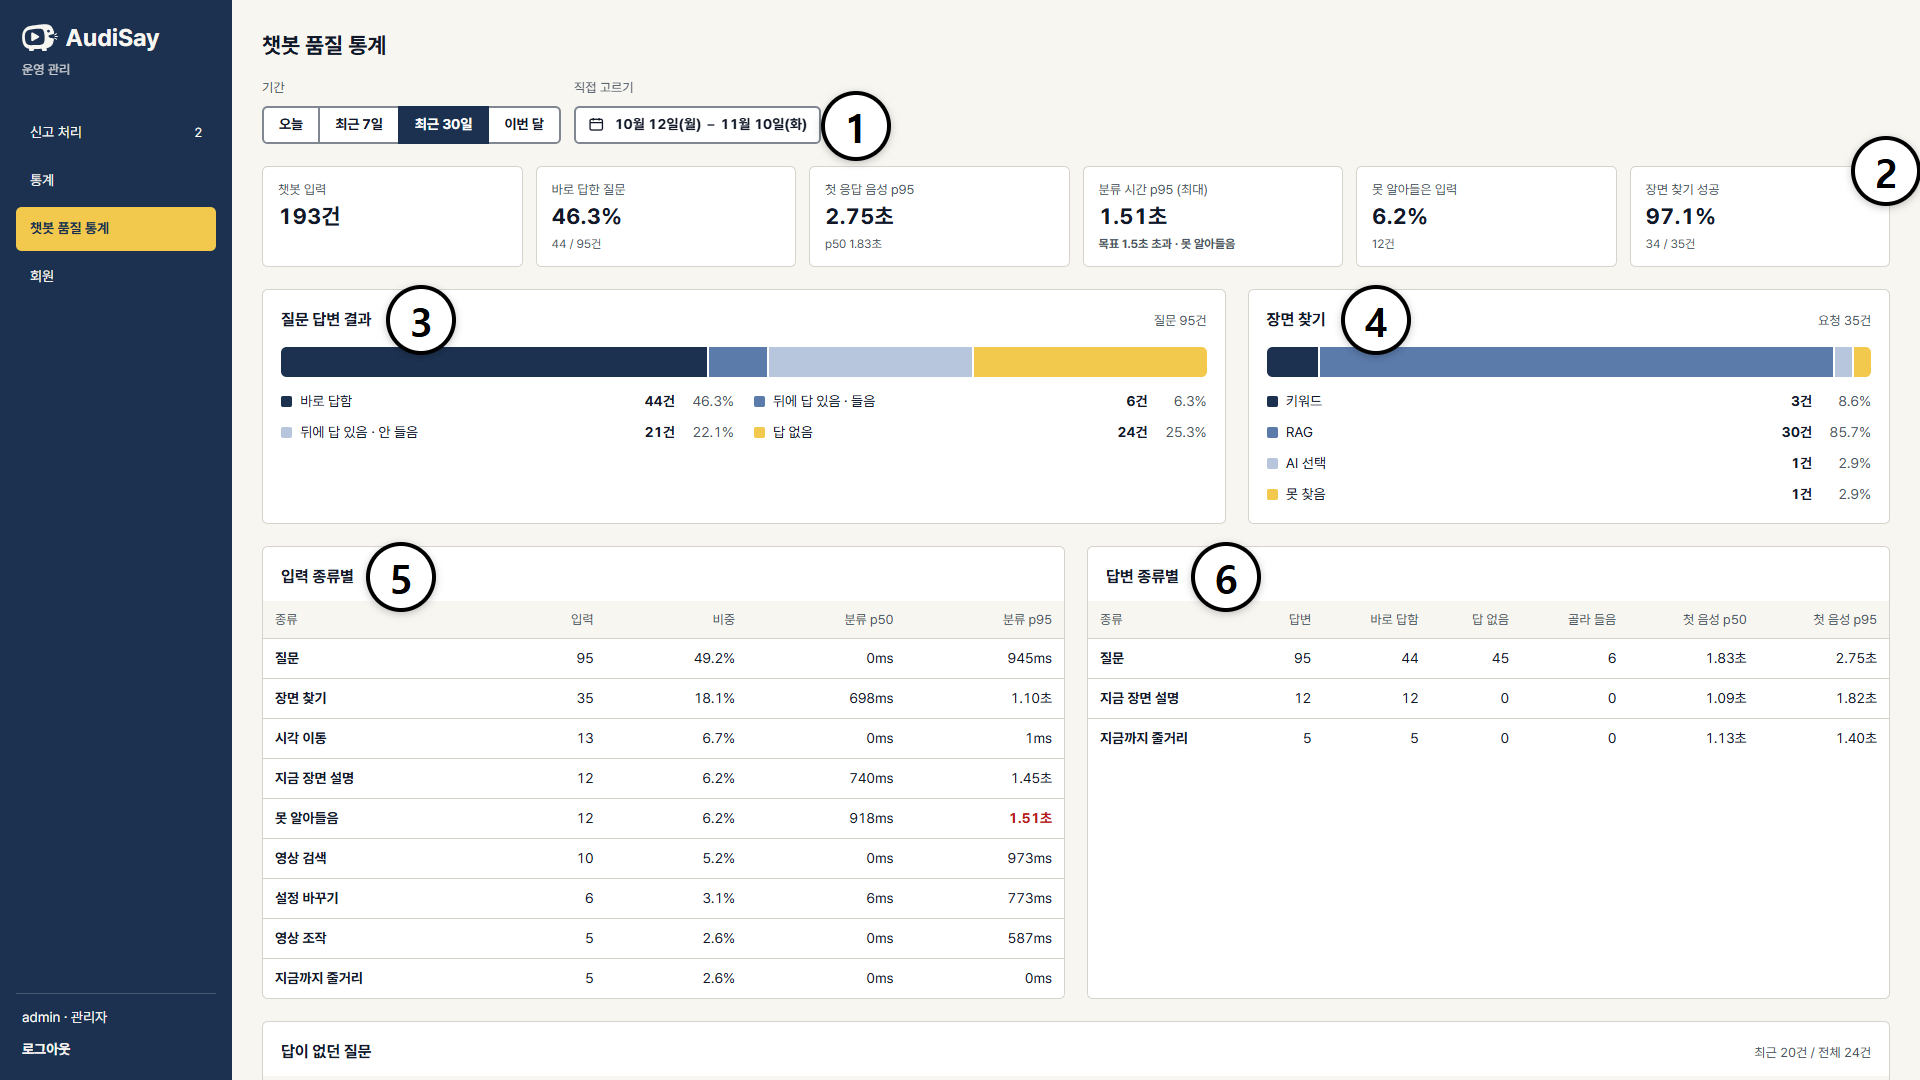 AudiSay
운영 관리
신고 처리 2
통계
챗봇 품질 통계
회원
admin · 관리자
로그아웃
챗봇 품질 통계
기간
직접 고르기
오늘 최근 7일 최근 30일 이번 달
10월 12일(월) – 11월 10일(화)
1
2
챗봇 입력
193건
바로 답한 질문
46.3%
44 / 95건
첫 응답 음성 p95
2.75초
p50 1.83초
분류 시간 p95 (최대)
1.51초
목표 1.5초 초과 · 못 알아들음
못 알아들은 입력
6.2%
12건
장면 찾기 성공
97.1%
34 / 35건
질문 답변 결과 3 질문 95건
바로 답함 44건 46.3%
뒤에 답 있음 · 들음 6건 6.3%
뒤에 답 있음 · 안 들음 21건 22.1%
답 없음 24건 25.3%
장면 찾기 4 요청 35건
키워드 3건 8.6%
RAG 30건 85.7%
AI 선택 1건 2.9%
못 찾음 1건 2.9%
입력 종류별 5
종류 입력 비중 분류 p50 분류 p95
질문 95 49.2% 0ms 945ms
장면 찾기 35 18.1% 698ms 1.10초
시각 이동 13 6.7% 0ms 1ms
지금 장면 설명 12 6.2% 740ms 1.45초
못 알아들음 12 6.2% 918ms 1.51초
영상 검색 10 5.2% 0ms 973ms
설정 바꾸기 6 3.1% 6ms 773ms
영상 조작 5 2.6% 0ms 587ms
지금까지 줄거리 5 2.6% 0ms 0ms
답변 종류별 6
종류 답변 바로 답함 답 없음 골라 들음 첫 음성 p50 첫 음성 p95
질문 95 44 45 6 1.83초 2.75초
지금 장면 설명 12 12 0 0 1.09초 1.82초
지금까지 줄거리 5 5 0 0 1.13초 1.40초
답이 없던 질문 최근 20건 / 전체 24건